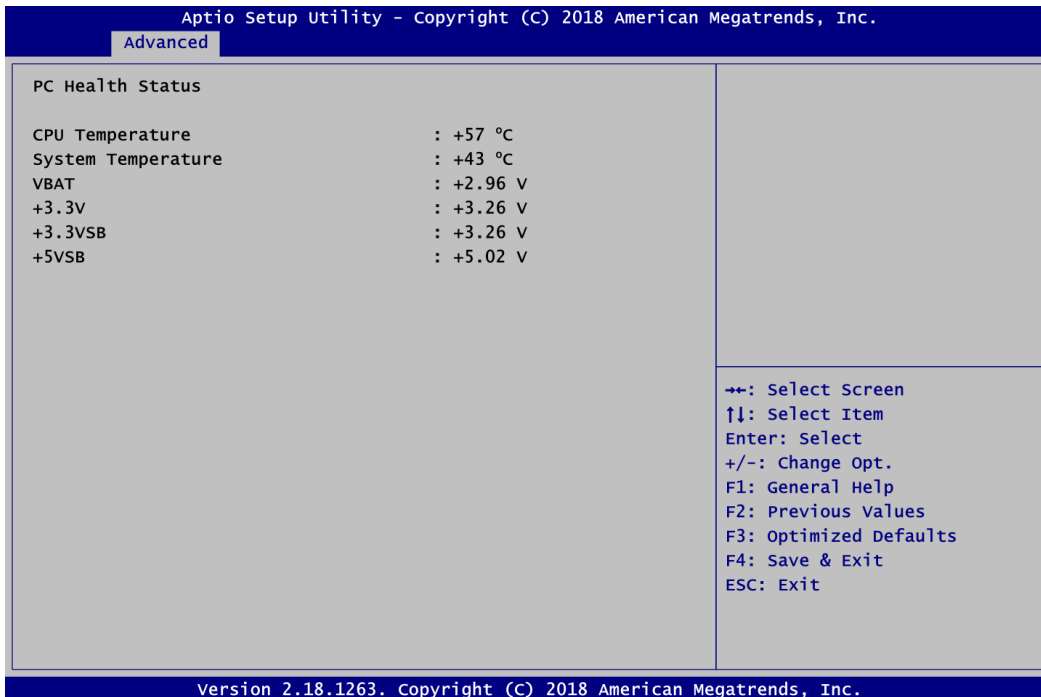 Aptio Setup Utility - Copyright (C) 2018 American Megatrends, Inc.
Advanced
PC Health Status
CPU Temperature : +57 °C
System Temperature : +43 °C
VBAT : +2.96 V
+3.3V : +3.26 V
+3.3VSB : +3.26 V
+5VSB : +5.02 V
→←: Select Screen
↑↓: Select Item
Enter: Select
+/-: Change Opt.
F1: General Help
F2: Previous Values
F3: Optimized Defaults
F4: Save & Exit
ESC: Exit
Version 2.18.1263. Copyright (C) 2018 American Megatrends, Inc.